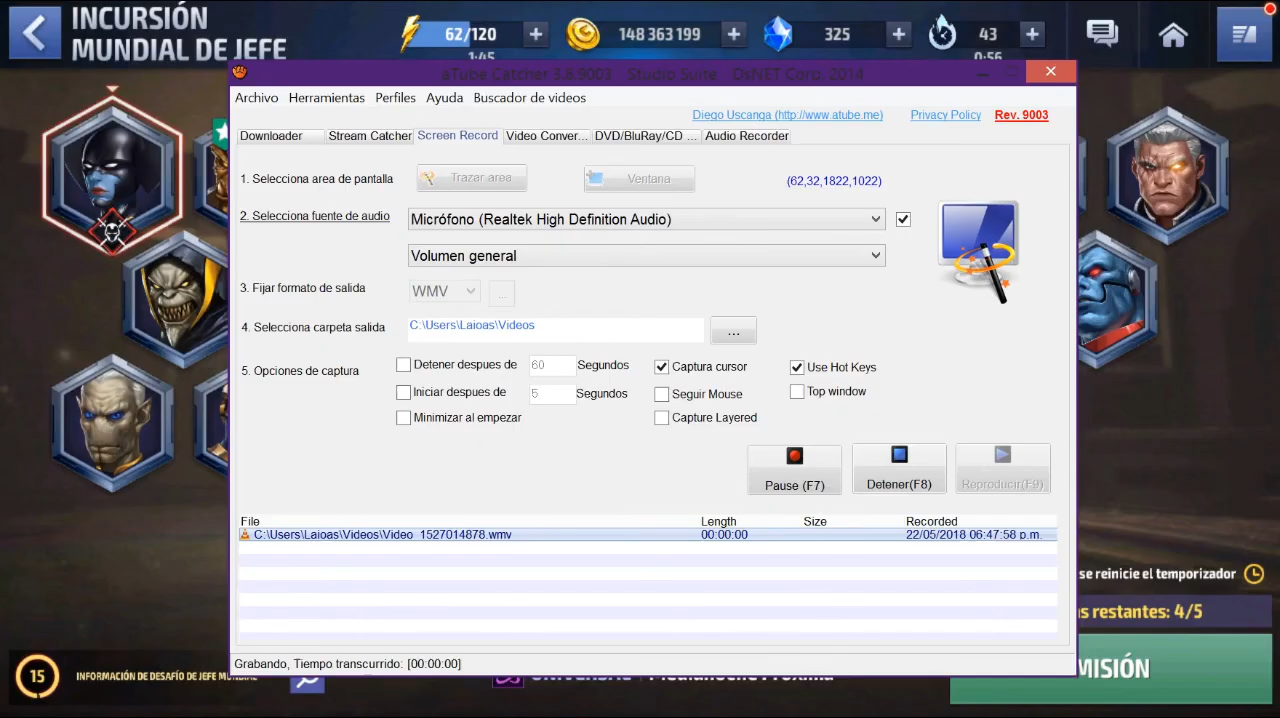 INCURSIÓN
MUNDIAL DE JEFE
62/120
148 363 199
325
43
1:45
0:56
aTube Catcher 3.8.9003 Studio Suite DsNET Corp. 2014
Archivo Herramientas Perfiles Ayuda Buscador de videos
Diego Uscanga (http://www.atube.me) Privacy Policy Rev. 9003
Downloader Stream Catcher Screen Record Video Conver... DVD/BluRay/CD ... Audio Recorder
1. Selecciona area de pantalla Trazar área Ventana (62,32,1822,1022)
2. Selecciona fuente de audio Micrófono (Realtek High Definition Audio)
Volumen general
3. Fijar formato de salida WMV ...
4. Selecciona carpeta salida C:\Users\Laioas\Videos ...
5. Opciones de captura
Detener despues de 60 Segundos Captura cursor Use Hot Keys
Iniciar despues de 5 Segundos Seguir Mouse Top window
Minimizar al empezar Capture Layered
Pause (F7) Detener(F8) Reproducir(F9)
File Length Size Recorded
C:\Users\Laioas\Videos\Video_1527014878.wmv 00:00:00 22/05/2018 06:47:58 p.m.
se reinicie el temporizador
s restantes: 4/5
Grabando, Tiempo transcurrido: [00:00:00]
MISIÓN
15
INFORMACIÓN DE DESAFÍO DE JEFE MUNDIAL